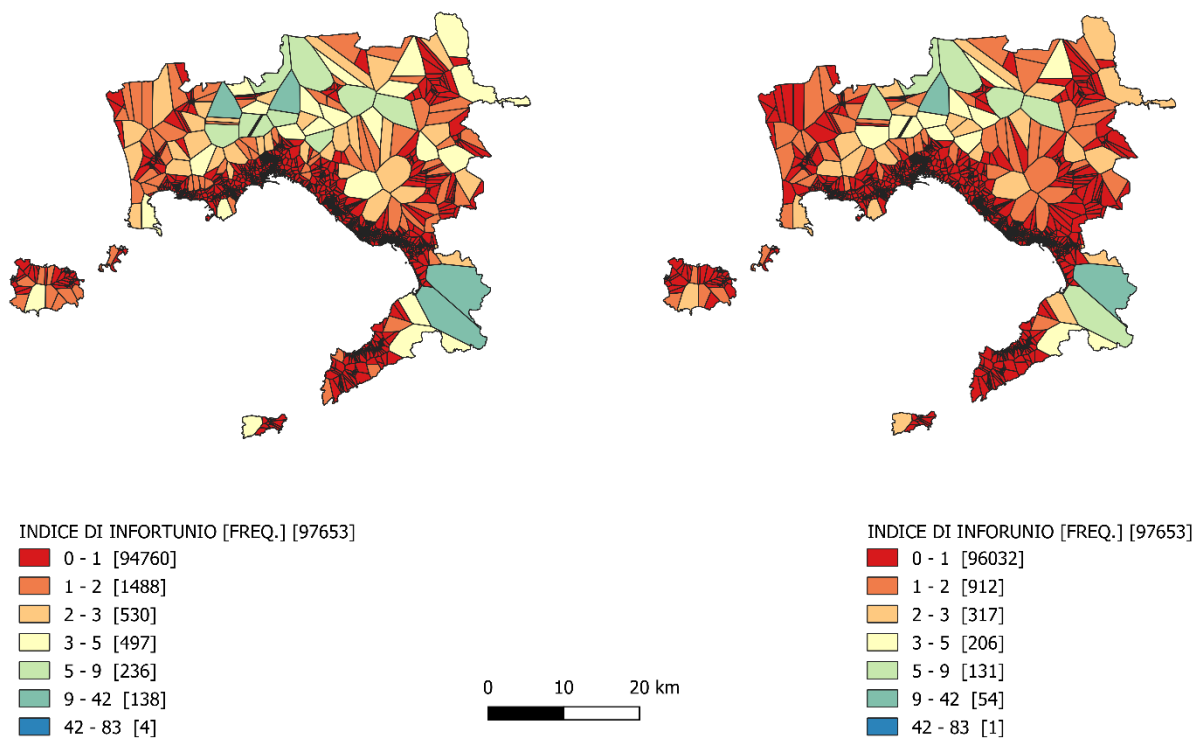 INDICE DI INFORTUNIO [FREQ.] [97653]
0 - 1 [94760]
1 - 2 [1488]
2 - 3 [530]
3 - 5 [497]
5 - 9 [236]
9 - 42 [138]
42 - 83 [4]
0 10 20 km
INDICE DI INFORUNIO [FREQ.] [97653]
0 - 1 [96032]
1 - 2 [912]
2 - 3 [317]
3 - 5 [206]
5 - 9 [131]
9 - 42 [54]
42 - 83 [1]